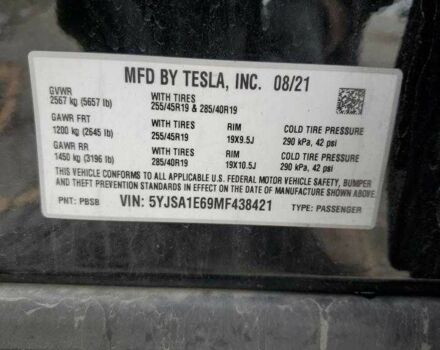 MFD BY TESLA, INC. 08/21
GVWR
2567 kg (5657 lb) WITH TIRES
255/45R19 & 285/40R19
GAWR FRT WITH TIRES RIM COLD TIRE PRESSURE
1200 kg (2645 lb) 255/45R19 19X9.5J 290 kPa, 42 psi
GAWR RR WITH TIRES RIM COLD TIRE PRESSURE
1450 kg (3196 lb) 285/40R19 19X10.5J 290 kPa, 42 psi
THIS VEHICLE CONFORMS TO ALL APPLICABLE FEDERAL MOTOR VEHICLE SAFETY, BUMPER
AND THEFT PREVENTION STANDARDS IN EFFECT ON THE DATE OF MANUFACTURE SHOWN ABOVE.
PNT: PBSB VIN: 5YJSA1E69MF438421 TYPE: PASSENGER